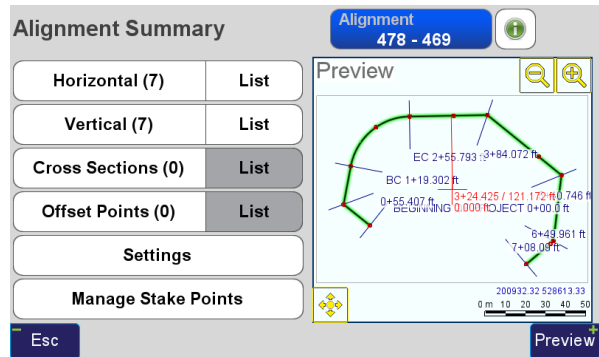 Alignment Summary
Alignment
478 - 469
Horizontal (7) List
Vertical (7) List
Cross Sections (0) List
Offset Points (0) List
Settings
Manage Stake Points
Preview
EC 2+55.793
3+84.072 ft
BC 1+19.302 ft
0+55.407 ft
3+24.425 / 121.172 ft
0.746 ft
BEGINNING
0.000 ft
OJECT 0+00.0 ft
6+49.961 ft
7+08.09 ft
200932.32 528613.33
0 m 10 20 30 40 50
Esc
Preview